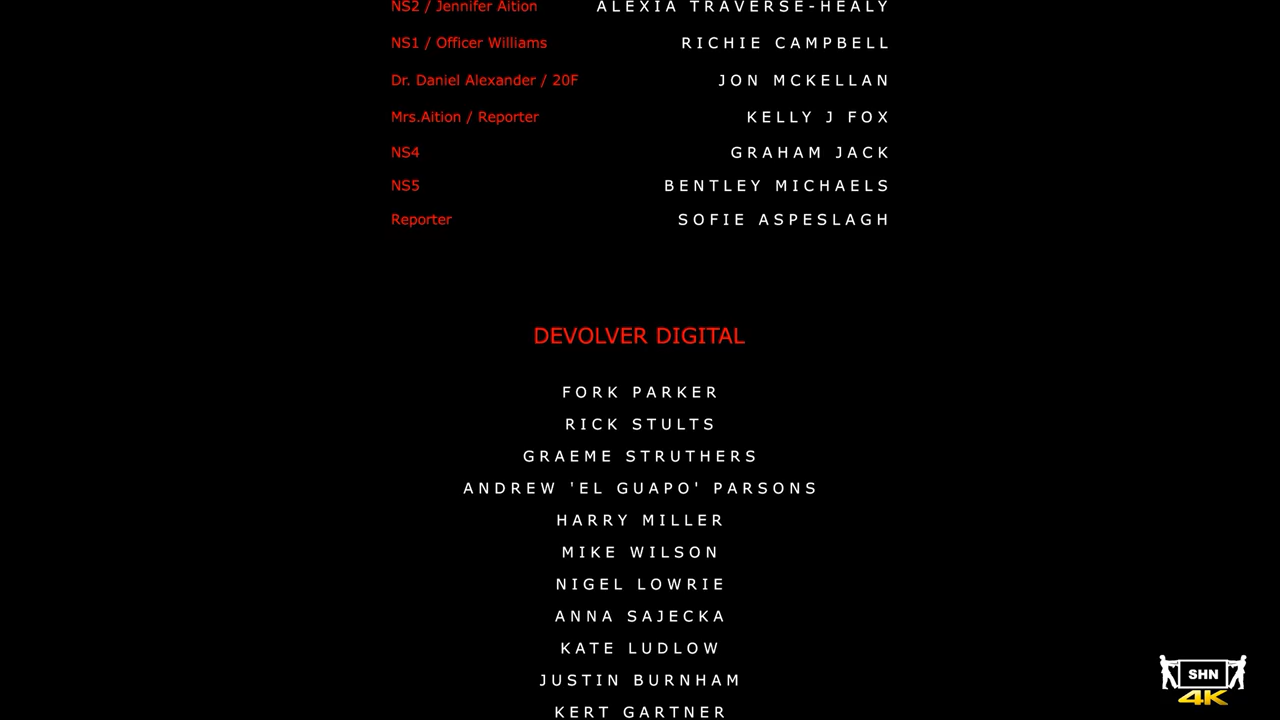 NS2 / Jennifer Aition ALEXIA TRAVERSE-HEALY
NS1 / Officer Williams RICHIE CAMPBELL
Dr. Daniel Alexander / 20F JON MCKELLAN
Mrs.Aition / Reporter KELLY J FOX
NS4 GRAHAM JACK
NS5 BENTLEY MICHAELS
Reporter SOFIE ASPESLAGH
DEVOLVER DIGITAL
FORK PARKER
RICK STULTS
GRAEME STRUTHERS
ANDREW 'EL GUAPO' PARSONS
HARRY MILLER
MIKE WILSON
NIGEL LOWRIE
ANNA SAJECKA
KATE LUDLOW
JUSTIN BURNHAM
KERT GARTNER
SHN
4K